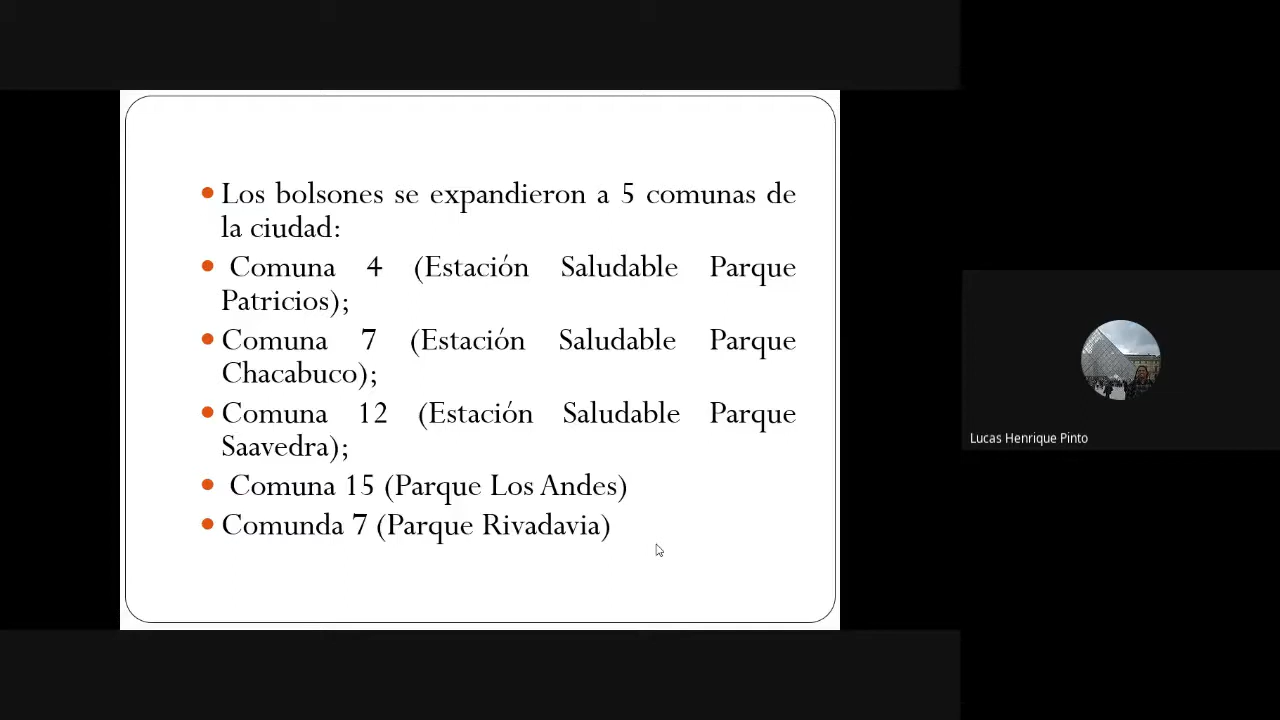 Los bolsones se expandieron a 5 comunas de
la ciudad:
Comuna 4 (Estación Saludable Parque
Patricios);
Comuna 7 (Estación Saludable Parque
Chacabuco);
Comuna 12 (Estación Saludable Parque
Saavedra);
Comuna 15 (Parque Los Andes)
Comunda 7 (Parque Rivadavia)
Lucas Henrique Pinto